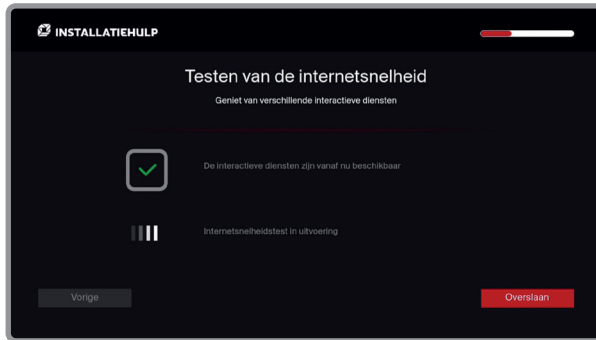 INSTALLATIEHULP
Testen van de internetsnelheid
Geniet van verschillende interactieve diensten
De interactieve diensten zijn vanaf nu beschikbaar
Internetsnelheidstest in uitvoering
Vorige
Overslaan